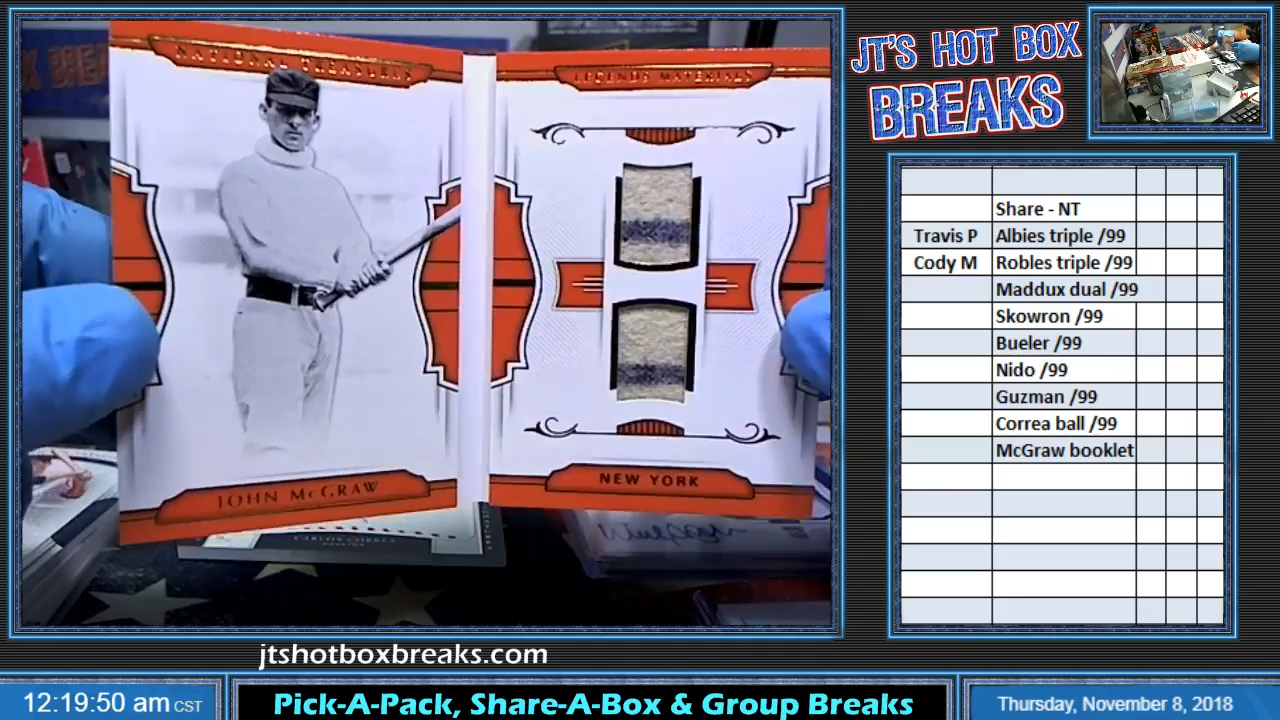 NATIONAL TREASURES
LEGENDS MATERIALS
JOHN McGRAW
NEW YORK
CARLOS CORREA
JT'S HOT BOX
BREAKS
Share - NT
Travis P Albies triple /99
Cody M Robles triple /99
Maddux dual /99
Skowron /99
Bueler /99
Nido /99
Guzman /99
Correa ball /99
McGraw booklet
jtshotboxbreaks.com
12:19:50 am CST
Pick-A-Pack, Share-A-Box & Group Breaks
Thursday, November 8, 2018